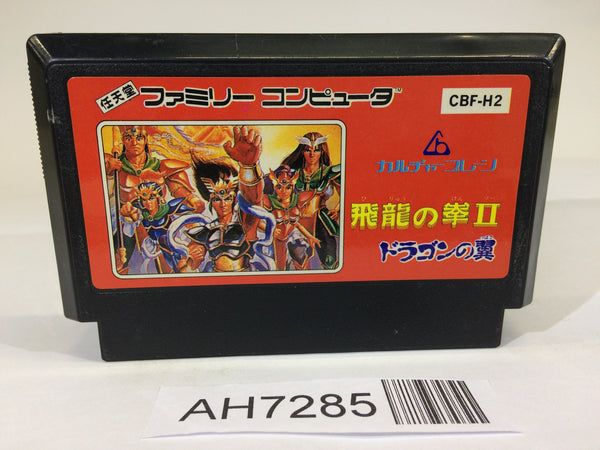 任天堂 ファミリー コンピュータ™
CBF-H2
カルチャーブレーン
飛龍の拳II
ドラゴンの翼
AH7285